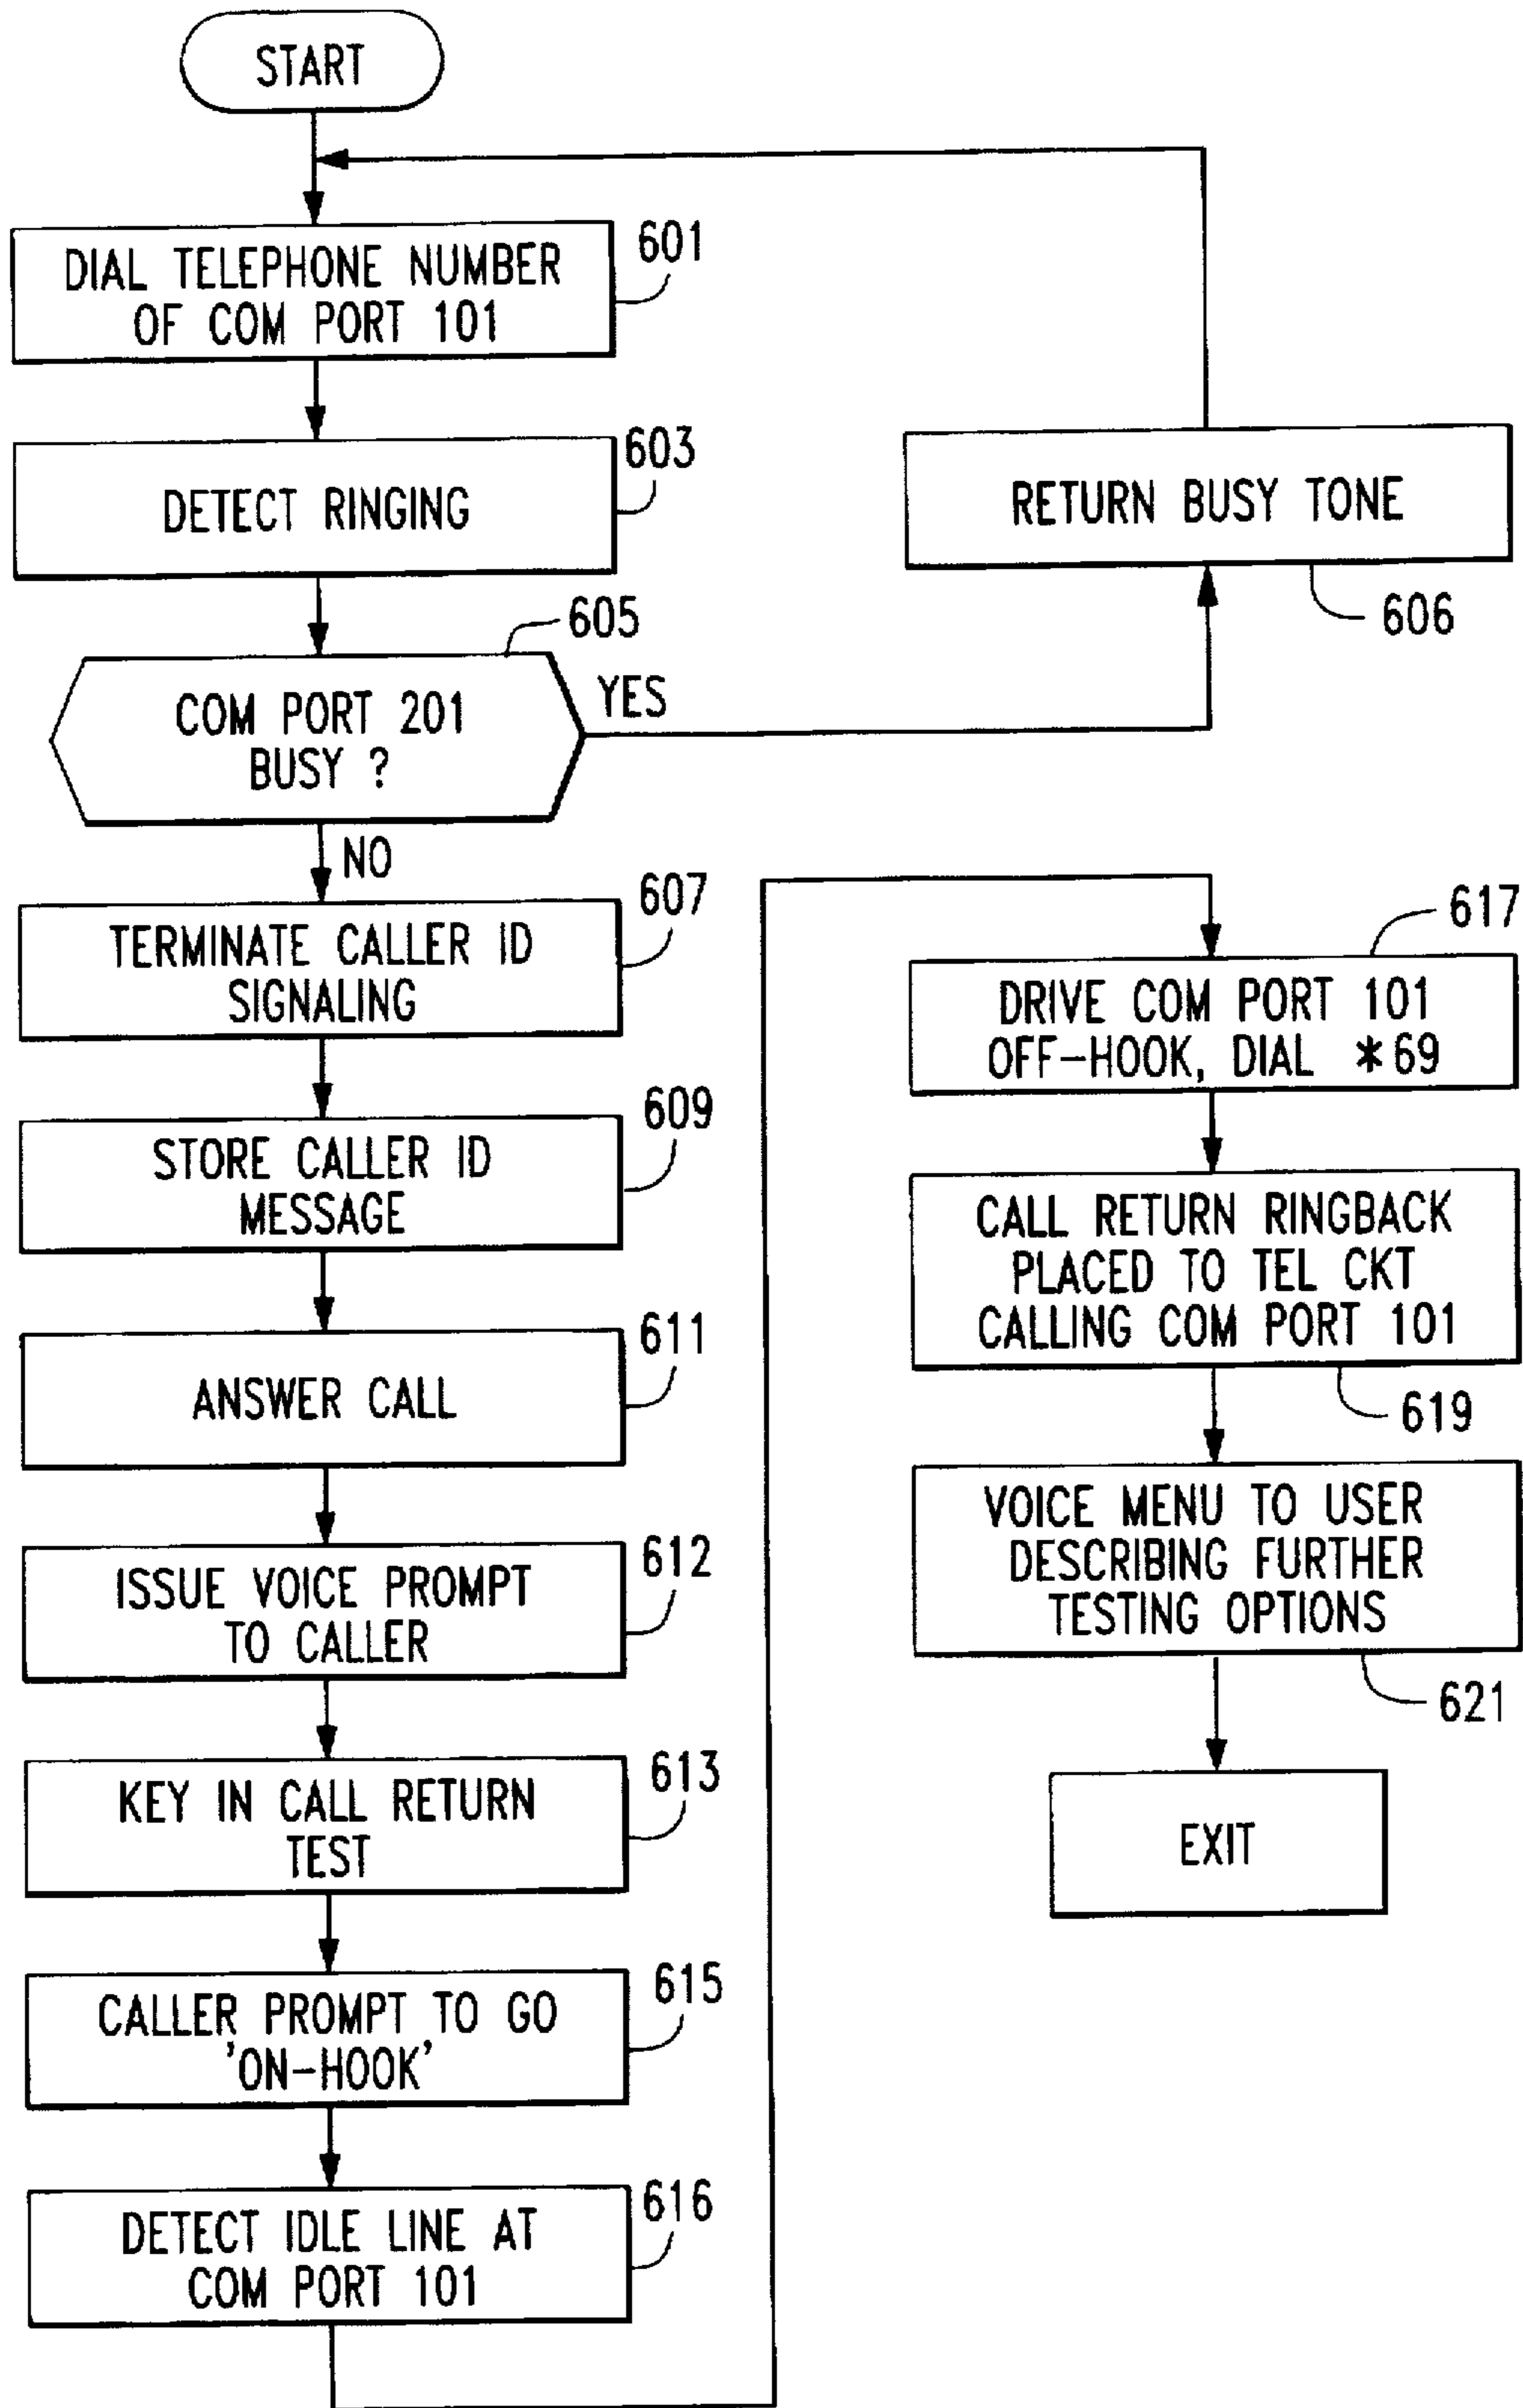 START
DIAL TELEPHONE NUMBER
OF COM PORT 101
601
DETECT RINGING
603
COM PORT 201
BUSY ?
605
YES
RETURN BUSY TONE
606
NO
TERMINATE CALLER ID
SIGNALING
607
STORE CALLER ID
MESSAGE
609
ANSWER CALL
611
ISSUE VOICE PROMPT
TO CALLER
612
KEY IN CALL RETURN
TEST
613
CALLER PROMPT TO GO
'ON-HOOK'
615
DETECT IDLE LINE AT
COM PORT 101
616
DRIVE COM PORT 101
OFF-HOOK, DIAL *69
617
CALL RETURN RINGBACK
PLACED TO TEL CKT
CALLING COM PORT 101
619
VOICE MENU TO USER
DESCRIBING FURTHER
TESTING OPTIONS
621
EXIT